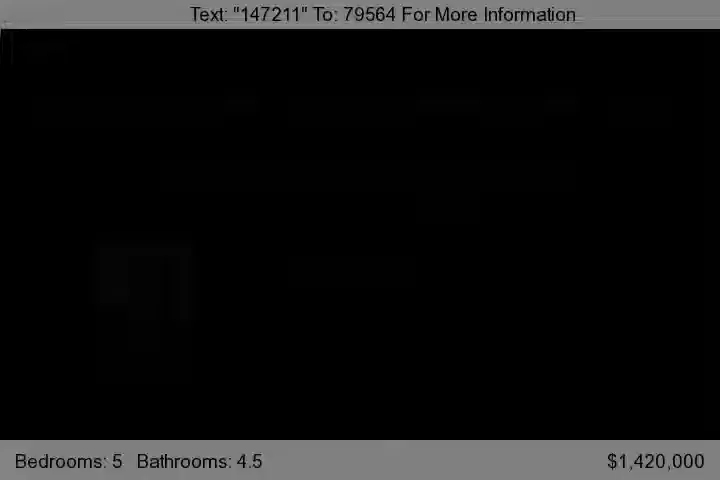 Text: "147211" To: 79564 For More Information
Bedrooms: 5 Bathrooms: 4.5 $1,420,000